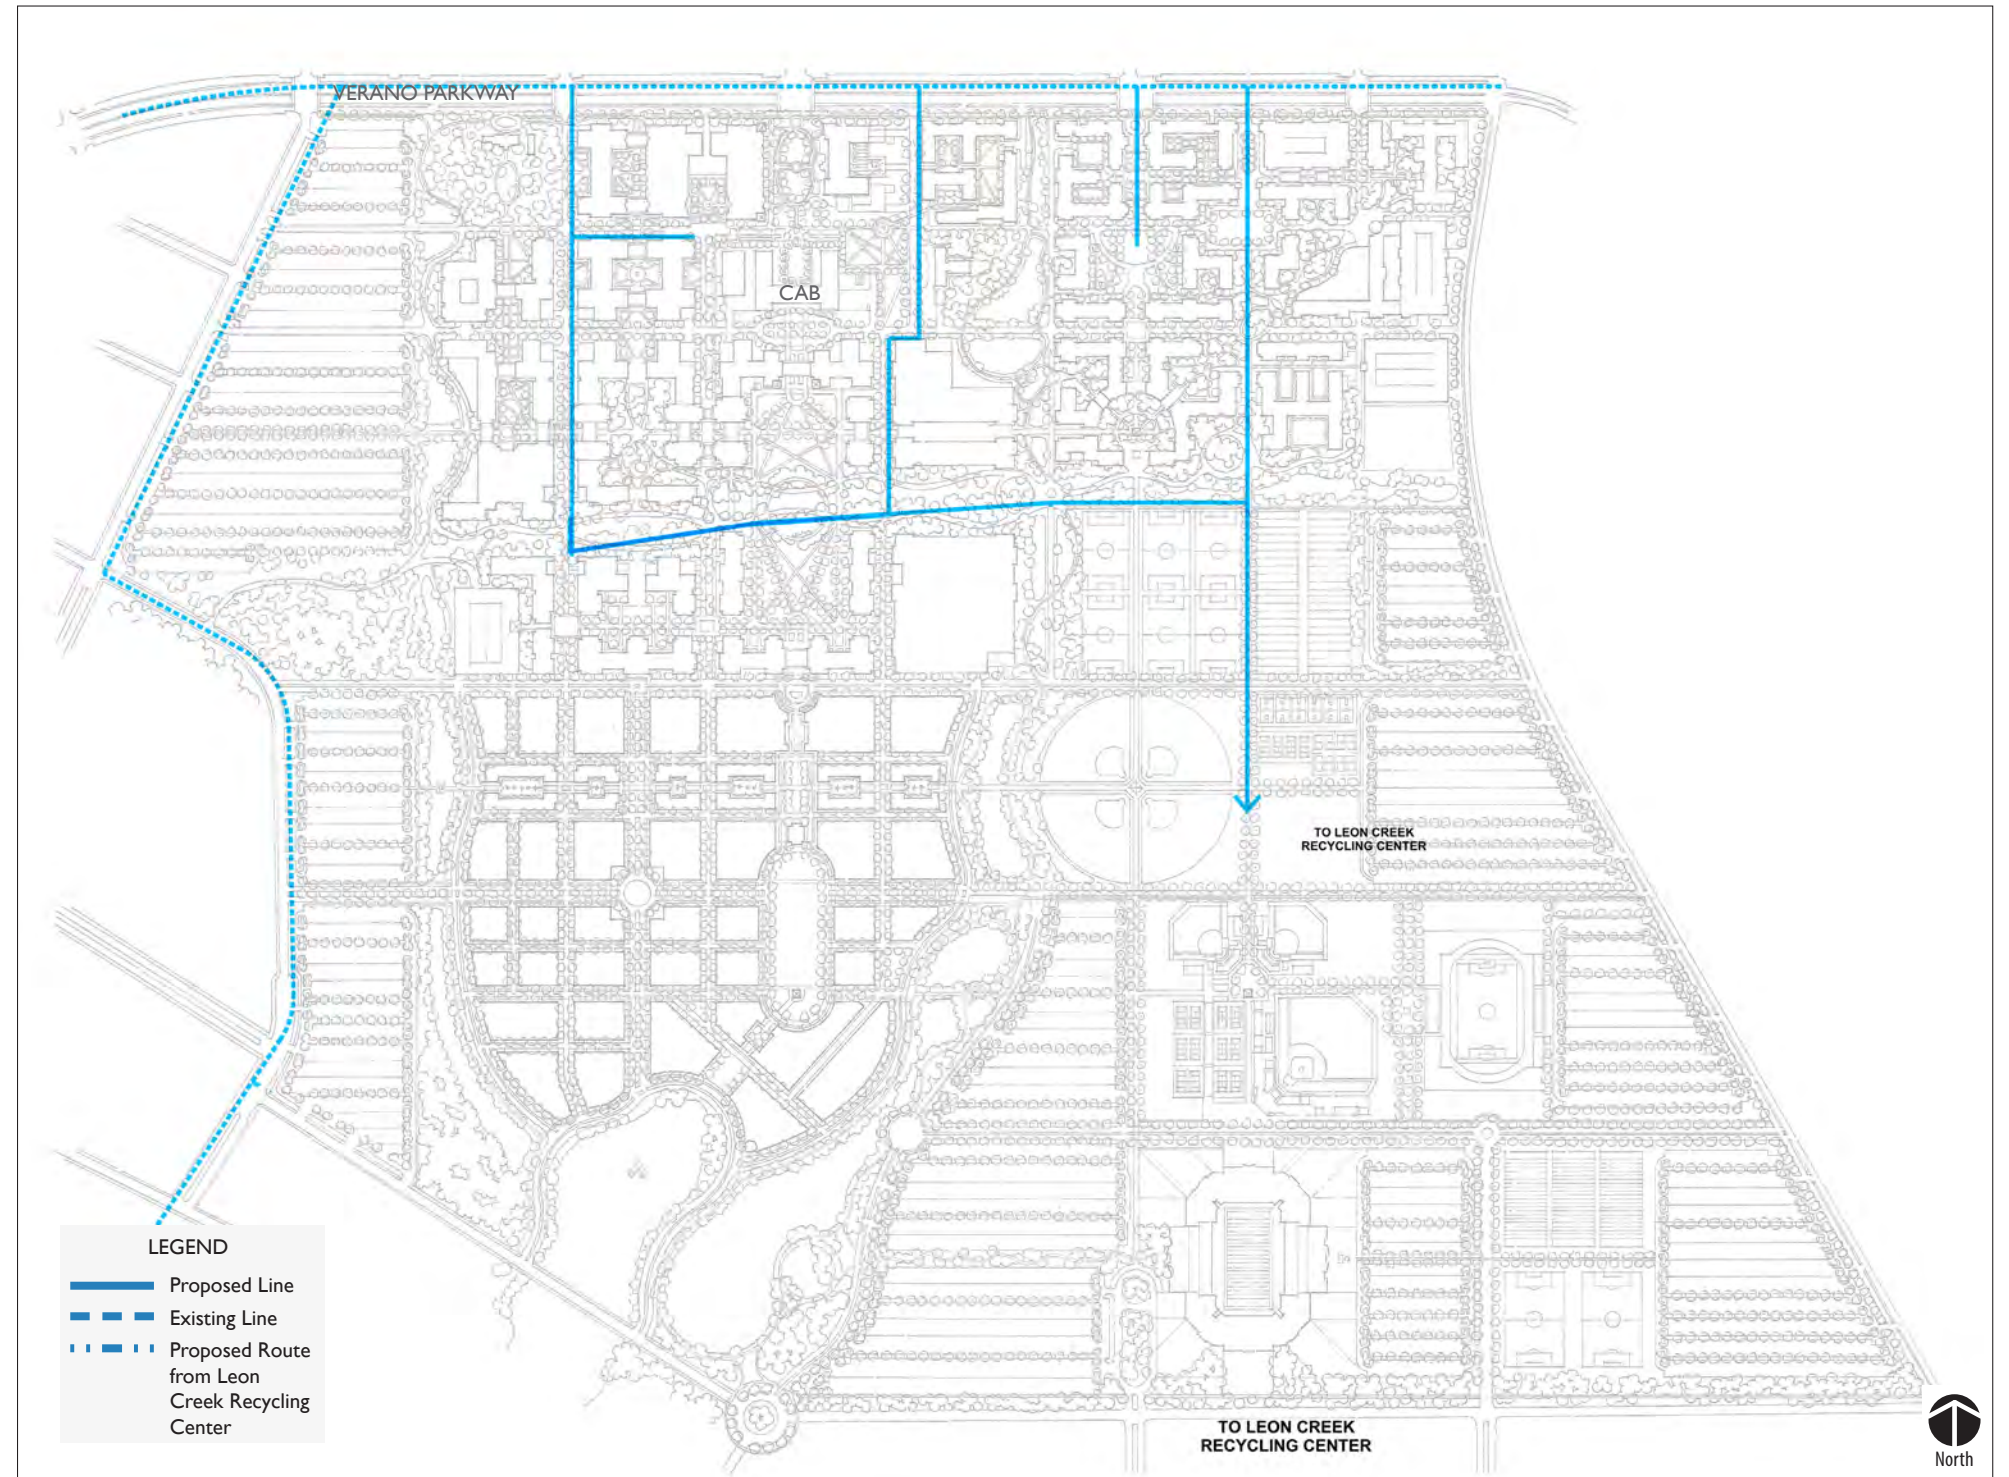 VERANO PARKWAY
CAB
TO LEON CREEK
RECYCLING CENTER
LEGEND
Proposed Line
Existing Line
Proposed Route
from Leon
Creek Recycling
Center
TO LEON CREEK
RECYCLING CENTER
North